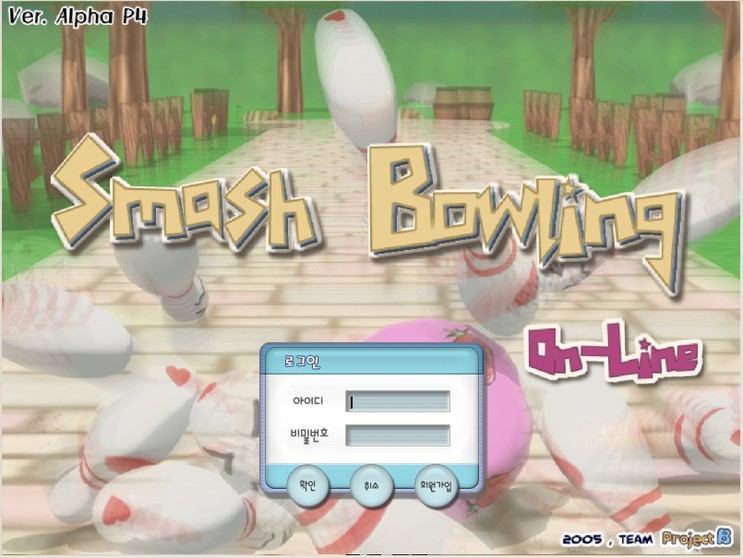 Ver. Alpha P4
Smash Bowling
On-Line
로그인
아이디
비밀번호
확인 취소 회원가입
2005 , TEAM Project B